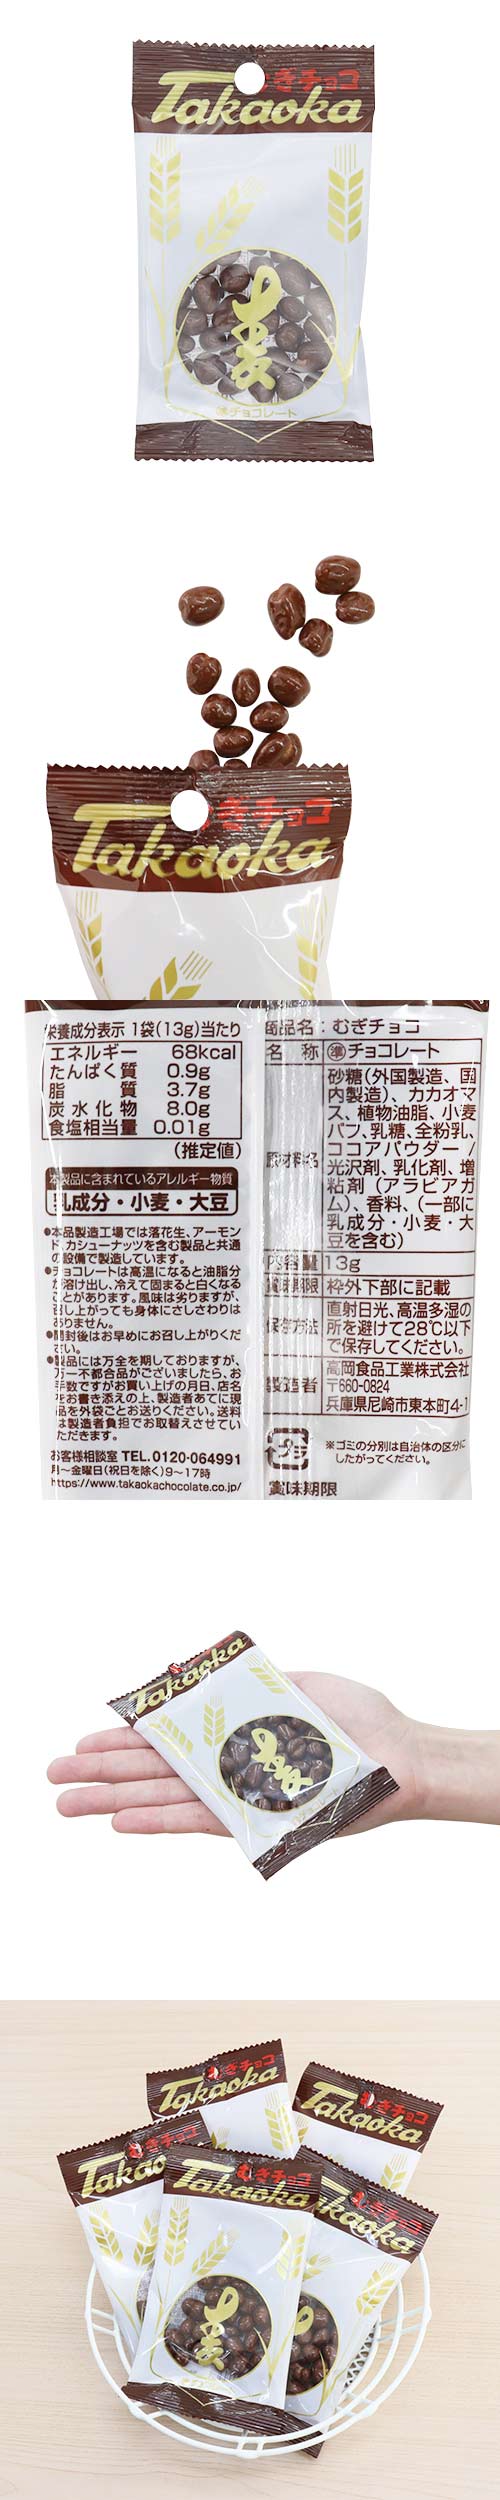 ぎチョコ
Takaoka
麦
準チョコレート
ぎチョコ
Takaoka
栄養成分表示 1袋(13g)当たり
エネルギー 68kcal
たんぱく質 0.9g
脂質 3.7g
炭水化物 8.0g
食塩相当量 0.01g
(推定値)
本製品に含まれているアレルギー物質
乳成分・小麦・大豆
●本品製造工場では落花生、アーモン
ド、カシューナッツを含む製品と共通
の設備で製造しています。
●チョコレートは高温になると油脂分
が溶け出し、冷えて固まると白くなる
ことがあります。風味は劣りますが、
召し上がっても身体にさしさわりは
ありません。
●開封後はお早めにお召し上がりくだ
さい。
●製品には万全を期しておりますが、
万一不都合品がございましたら、お
手数ですがお買い上げの月日、店名
をお書き添えの上、製造者あてに現
品を外袋ごとお送りください。送料
は製造者負担でお取替えさせてい
ただきます。
お客様相談室 TEL.0120-064991
月～金曜日(祝日を除く)9～17時
https://www.takaokachocolate.co.jp/
商品名：むぎチョコ
名称 準チョコレート
原材料名 砂糖(外国製造、国
内製造)、カカオマ
ス、植物油脂、小麦
パフ、乳糖、全粉乳、
ココアパウダー／
光沢剤、乳化剤、増
粘剤(アラビアガ
ム)、香料、(一部に
乳成分・小麦・大
豆を含む)
内容量 13g
賞味期限 枠外下部に記載
保存方法 直射日光、高温多湿の
所を避けて28℃以下
で保存してください。
製造者 高岡食品工業株式会社
〒660-0824
兵庫県尼崎市東本町4-1
プラ
※ゴミの分別は自治体の区分に
したがってください。
賞味期限
Takaoka
麦
Takaoka
ぎチョコ
Takaoka
ぎチョコ
Takaoka
ぎチョコ
Takaoka
むぎチョコ
Takaoka
ぎチョコ
麦